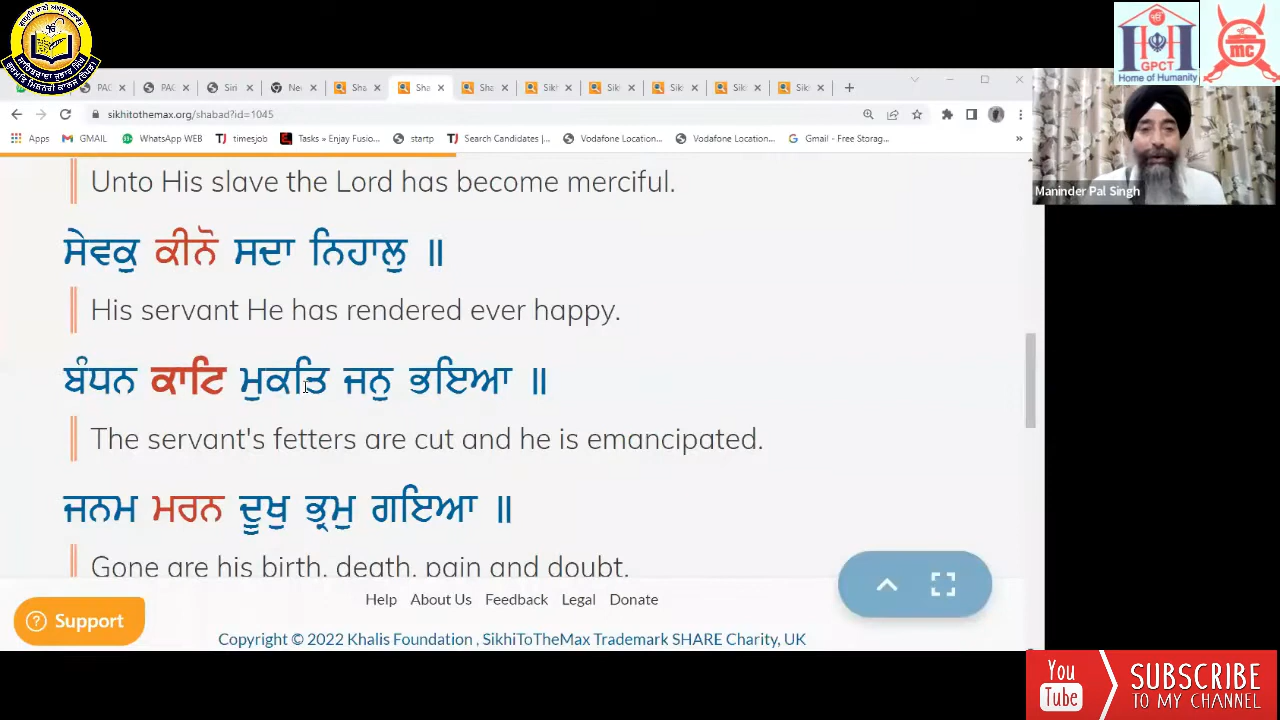 GPCT
Home of Humanity
GMC
sikhitothemax.org/shabad?id=1045
Apps GMAIL WhatsApp WEB timesjob Tasks » Enjay Fusio... startp Search Candidates |... Vodafone Location... Vodafone Location... Gmail - Free Storag... »
Maninder Pal Singh
Unto His slave the Lord has become merciful.
ਸੇਵਕੁ ਕੀਨੋ ਸਦਾ ਨਿਹਾਲੁ ॥
His servant He has rendered ever happy.
ਬੰਧਨ ਕਾਟਿ ਮੁਕਤਿ ਜਨੁ ਭਇਆ ॥
The servant's fetters are cut and he is emancipated.
ਜਨਮ ਮਰਨ ਦੂਖੁ ਭ੍ਰਮੁ ਗਇਆ ॥
Gone are his birth, death, pain and doubt.
Help About Us Feedback Legal Donate
Support
Copyright © 2022 Khalis Foundation , SikhiToTheMax Trademark SHARE Charity, UK
You Tube
SUBSCRIBE
TO MY CHANNEL